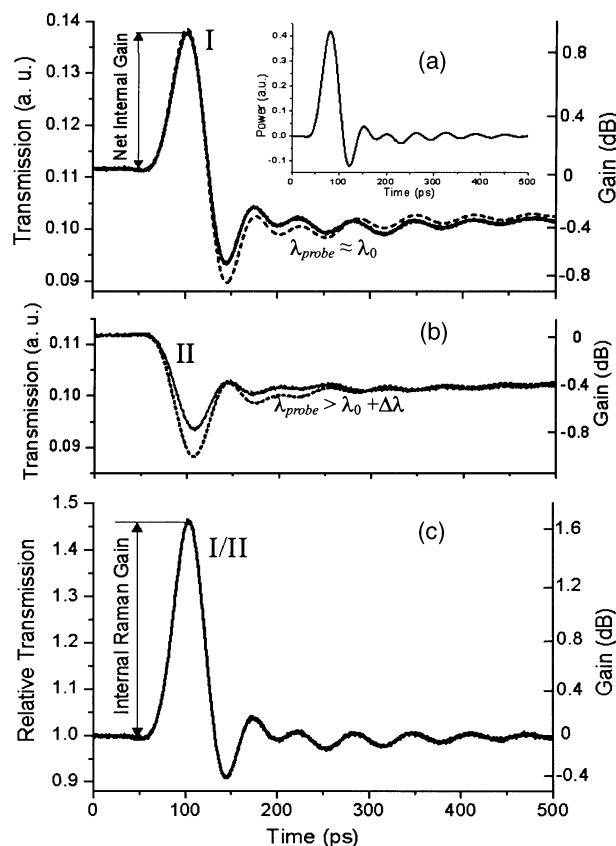 0.14
0.13
0.12
0.11
0.10
0.09
Transmission (a. u.)
Net Internal Gain
I
(a)
0.4
0.3
0.2
0.1
0.0
-0.1
Power (a.u.)
0 100 200 300 400 500
Time (ps)
0.8
0.4
0
-0.4
-0.8
Gain (dB)
λprobe ≈ λ0
0.11
0.10
0.09
Transmission (a. u.)
II
(b)
λprobe > λ0 +Δλ
0
-0.4
-0.8
Gain (dB)
1.5
1.4
1.3
1.2
1.1
1.0
0.9
Relative Transmission
Internal Raman Gain
I/II
(c)
1.6
1.2
0.8
0.4
0
-0.4
Gain (dB)
0 100 200 300 400 500
Time (ps)